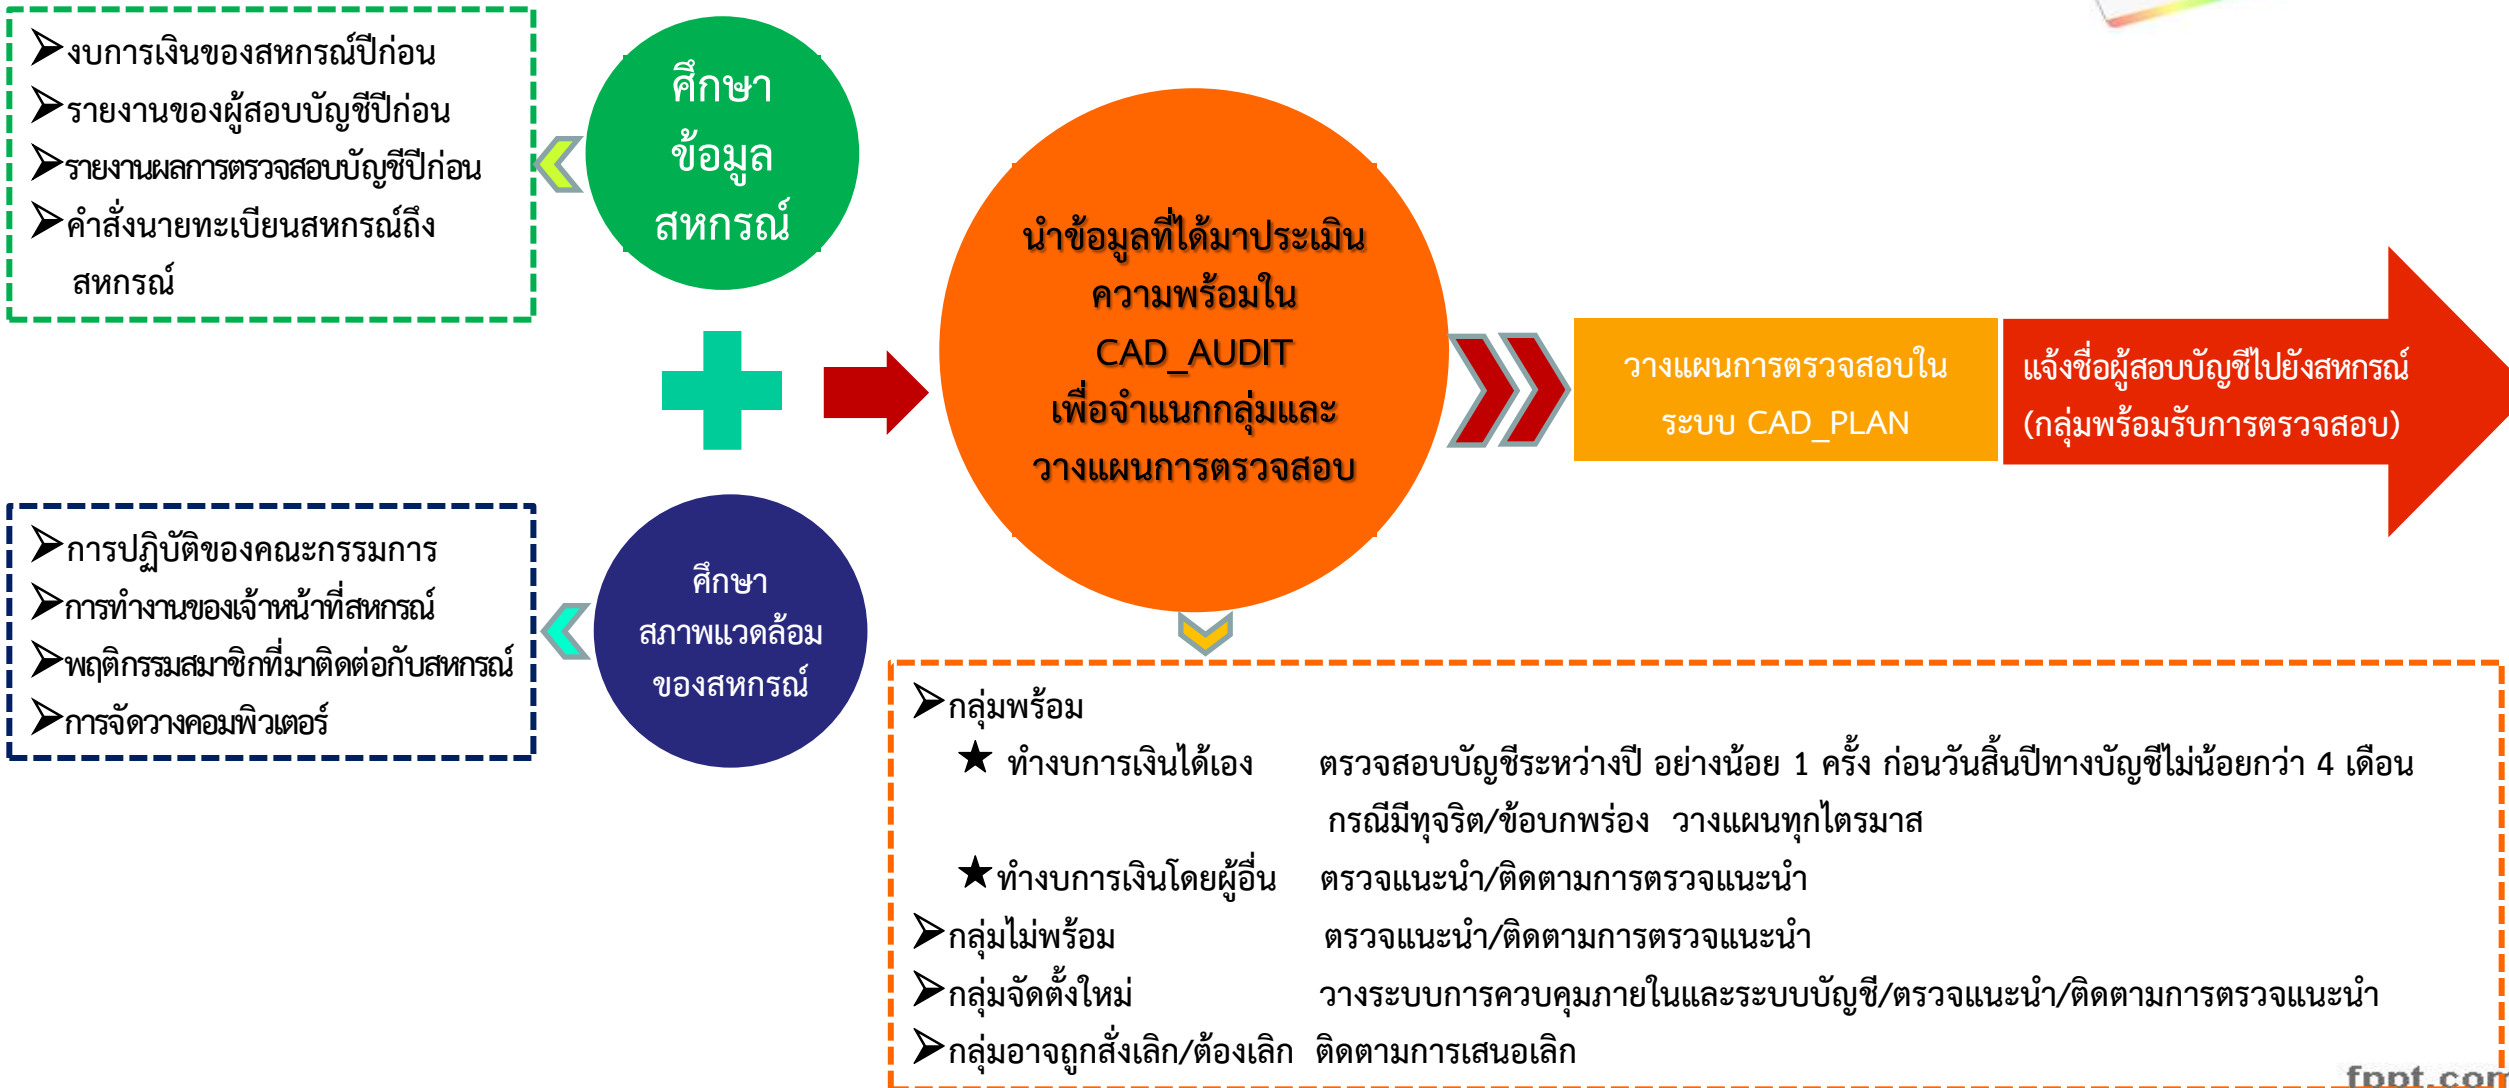 งบการเงินของสหกรณ์ปีก่อน
รายงานของผู้สอบบัญชีปีก่อน
รายงานผลการตรวจสอบบัญชีปีก่อน
คำสั่งนายทะเบียนสหกรณ์ถึง
สหกรณ์
ศึกษา
ข้อมูล
สหกรณ์
การปฏิบัติของคณะกรรมการ
การทำงานของเจ้าหน้าที่สหกรณ์
พฤติกรรมสมาชิกที่มาติดต่อกับสหกรณ์
การจัดวางคอมพิวเตอร์
ศึกษา
สภาพแวดล้อม
ของสหกรณ์
นำข้อมูลที่ได้มาประเมิน
ความพร้อมใน
CAD_AUDIT
เพื่อจำแนกกลุ่มและ
วางแผนการตรวจสอบ
วางแผนการตรวจสอบใน
ระบบ CAD_PLAN
แจ้งชื่อผู้สอบบัญชีไปยังสหกรณ์
(กลุ่มพร้อมรับการตรวจสอบ)
กลุ่มพร้อม
★ ทำงบการเงินได้เอง ตรวจสอบบัญชีระหว่างปี อย่างน้อย 1 ครั้ง ก่อนวันสิ้นปีทางบัญชีไม่น้อยกว่า 4 เดือน
กรณีมีทุจริต/ข้อบกพร่อง วางแผนทุกไตรมาส
★ ทำงบการเงินโดยผู้อื่น ตรวจแนะนำ/ติดตามการตรวจแนะนำ
กลุ่มไม่พร้อม ตรวจแนะนำ/ติดตามการตรวจแนะนำ
กลุ่มจัดตั้งใหม่ วางระบบการควบคุมภายในและระบบบัญชี/ตรวจแนะนำ/ติดตามการตรวจแนะนำ
กลุ่มอาจถูกสั่งเลิก/ต้องเลิก ติดตามการเสนอเลิก
fppt.com